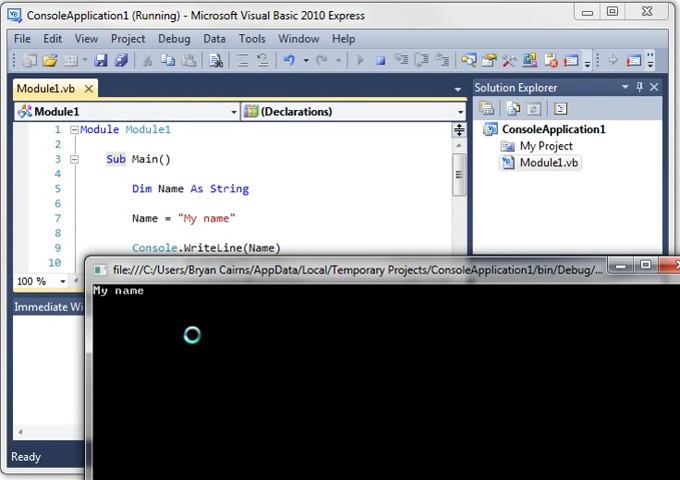 ConsoleApplication1 (Running) - Microsoft Visual Basic 2010 Express
File Edit View Project Debug Data Tools Window Help
Module1.vb
Module1
(Declarations)
1 Module Module1
2
3 Sub Main()
4
5 Dim Name As String
6
7 Name = "My name"
8
9 Console.WriteLine(Name)
10
100 %
Solution Explorer
ConsoleApplication1
My Project
Module1.vb
file:///C:/Users/Bryan Cairns/AppData/Local/Temporary Projects/ConsoleApplication1/bin/Debug/...
My name
Immediate Wi
Ready